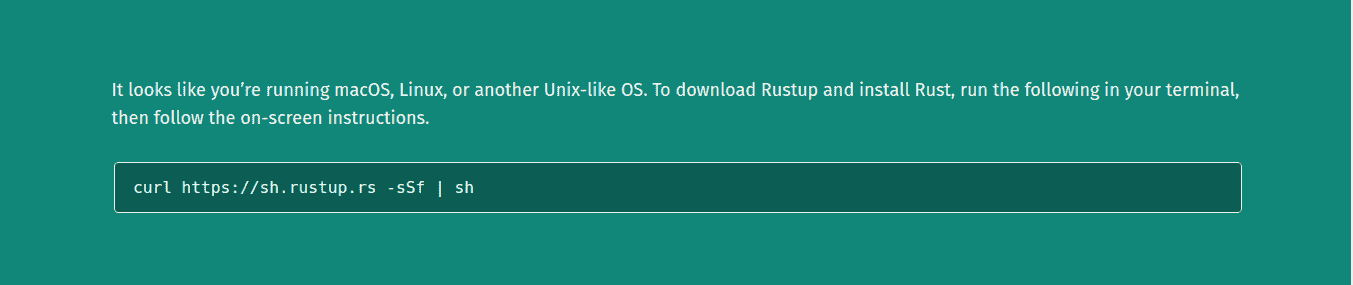 It looks like you’re running macOS, Linux, or another Unix-like OS. To download Rustup and install Rust, run the following in your terminal,
then follow the on-screen instructions.
curl https://sh.rustup.rs -sSf | sh